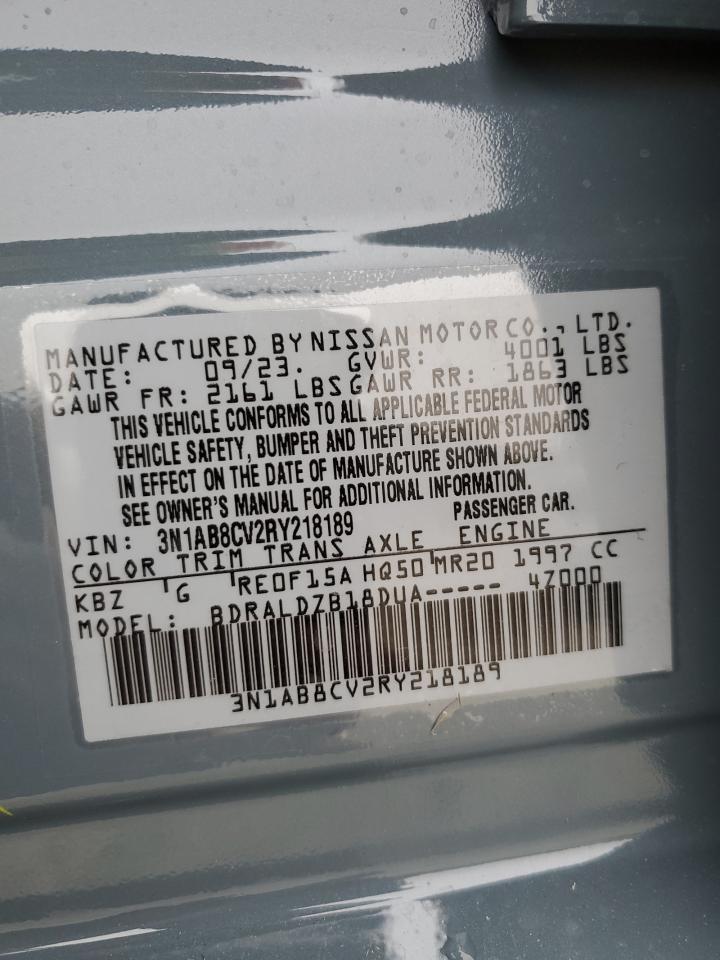 MANUFACTURED BY NISSAN MOTOR CO., LTD.
DATE: 09/23. GVWR: 4001 LBS
GAWR FR: 2161 LBS GAWR RR: 1863 LBS
THIS VEHICLE CONFORMS TO ALL APPLICABLE FEDERAL MOTOR
VEHICLE SAFETY, BUMPER AND THEFT PREVENTION STANDARDS
IN EFFECT ON THE DATE OF MANUFACTURE SHOWN ABOVE.
SEE OWNER'S MANUAL FOR ADDITIONAL INFORMATION.
VIN: 3N1AB8CV2RY218189 PASSENGER CAR.
COLOR TRIM TRANS AXLE ENGINE
KBZ G RE0F15A HQ50 MR20 1997 CC
MODEL: BDRALDZB18DUA----- 47000
3N1AB8CV2RY218189